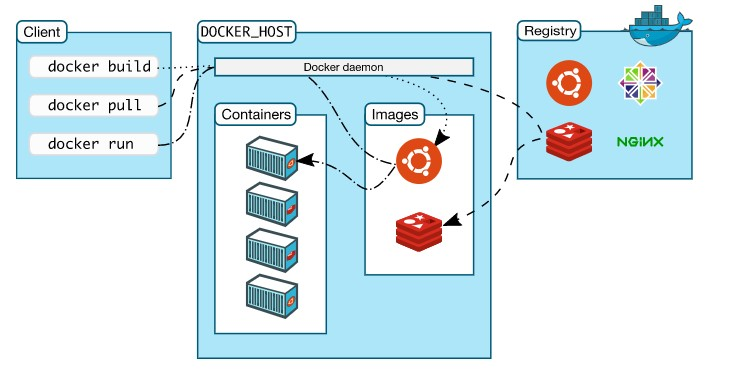 Client
docker build
docker pull
docker run
DOCKER_HOST
Docker daemon
Containers
Images
Registry
NGiNX